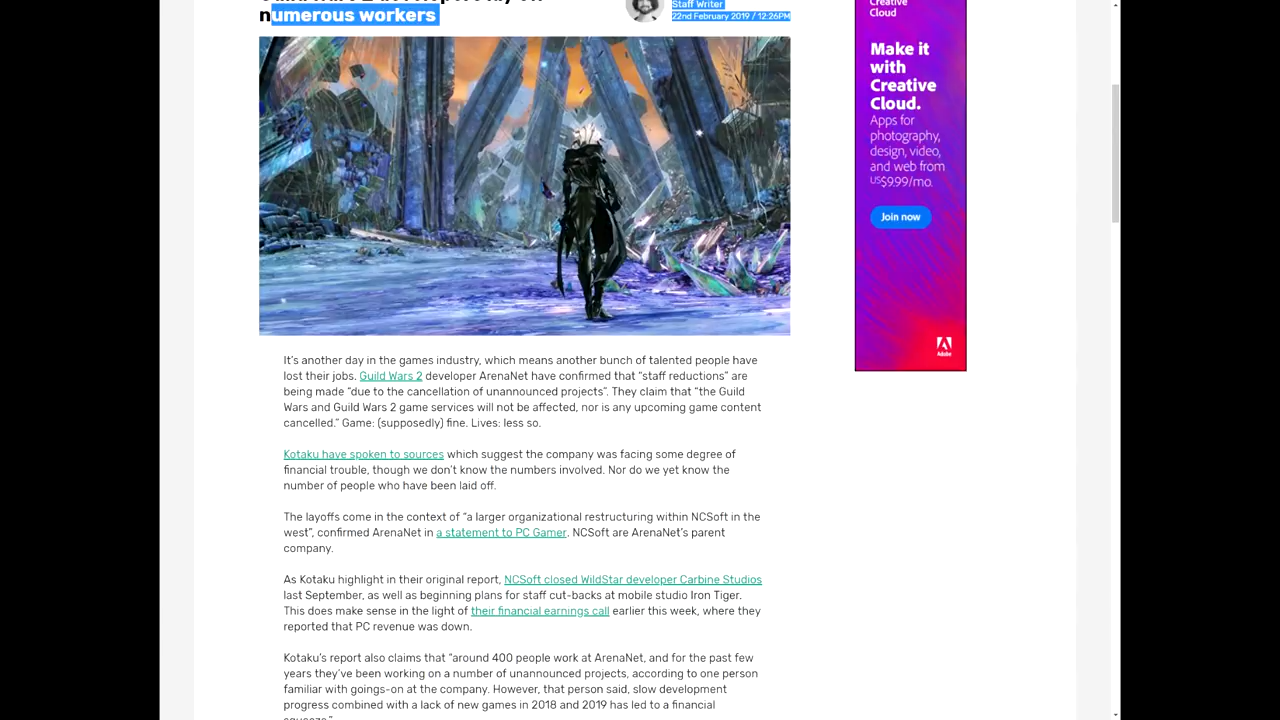 numerous workers
Staff Writer
22nd February 2019 / 12:26PM
Creative
Cloud
Make it
with
Creative
Cloud.
Apps for
photography,
design, video,
and web from
US$9.99/mo.
Join now
Adobe
It's another day in the games industry, which means another bunch of talented people have
lost their jobs. Guild Wars 2 developer ArenaNet have confirmed that “staff reductions” are
being made “due to the cancellation of unannounced projects”. They claim that “the Guild
Wars and Guild Wars 2 game services will not be affected, nor is any upcoming game content
cancelled.” Game: (supposedly) fine. Lives: less so.
Kotaku have spoken to sources which suggest the company was facing some degree of
financial trouble, though we don't know the numbers involved. Nor do we yet know the
number of people who have been laid off.
The layoffs come in the context of “a larger organizational restructuring within NCSoft in the
west”, confirmed ArenaNet in a statement to PC Gamer. NCSoft are ArenaNet's parent
company.
As Kotaku highlight in their original report, NCSoft closed WildStar developer Carbine Studios
last September, as well as beginning plans for staff cut-backs at mobile studio Iron Tiger.
This does make sense in the light of their financial earnings call earlier this week, where they
reported that PC revenue was down.
Kotaku's report also claims that “around 400 people work at ArenaNet, and for the past few
years they've been working on a number of unannounced projects, according to one person
familiar with goings-on at the company. However, that person said, slow development
progress combined with a lack of new games in 2018 and 2019 has led to a financial